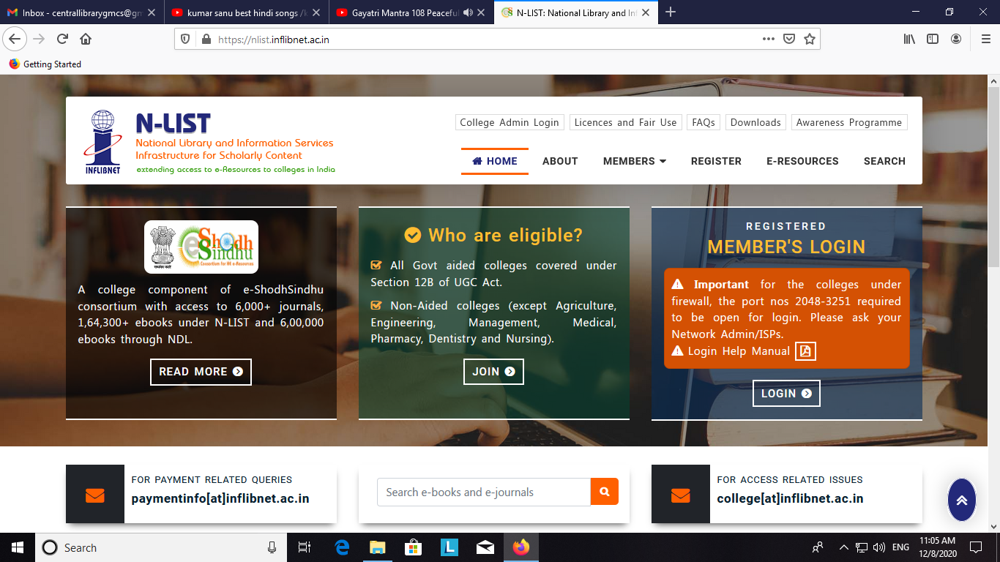 Inbox - centrallibrarygmcs@gm
kumar sanu best hindi songs /k
Gayatri Mantra 108 Peaceful
N-LIST: National Library and Inf
https://nlist.inflibnet.ac.in
Getting Started
INFLIBNET
N-LIST
National Library and Information Services
Infrastructure for Scholarly Content
extending access to e-Resources to colleges in India
College Admin Login
Licences and Fair Use
FAQs
Downloads
Awareness Programme
HOME
ABOUT
MEMBERS
REGISTER
E-RESOURCES
SEARCH
सत्यमेव जयते
e Shodh
Sindhu
Consortium for HE e-Resources
A college component of e-ShodhSindhu
consortium with access to 6,000+ journals,
1,64,300+ ebooks under N-LIST and 6,00,000
ebooks through NDL.
READ MORE
Who are eligible?
All Govt aided colleges covered under
Section 12B of UGC Act.
Non-Aided colleges (except Agriculture,
Engineering, Management, Medical,
Pharmacy, Dentistry and Nursing).
JOIN
REGISTERED
MEMBER'S LOGIN
Important for the colleges under
firewall, the port nos 2048-3251 required
to be open for login. Please ask your
Network Admin/ISPs.
Login Help Manual
LOGIN
FOR PAYMENT RELATED QUERIES
paymentinfo[at]inflibnet.ac.in
Search e-books and e-journals
FOR ACCESS RELATED ISSUES
college[at]inflibnet.ac.in
Search
L
ENG
11:05 AM
12/8/2020